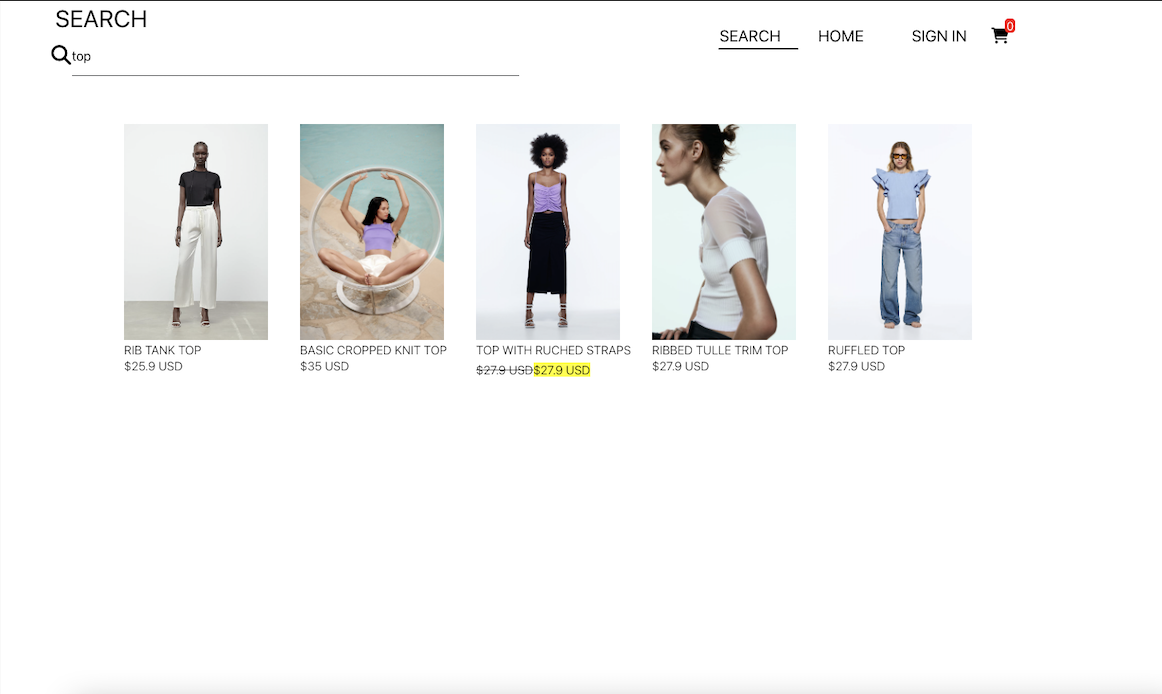 SEARCH
top
SEARCH
HOME
SIGN IN
0
RIB TANK TOP
$25.9 USD
BASIC CROPPED KNIT TOP
$35 USD
TOP WITH RUCHED STRAPS
$27.9 USD$27.9 USD
RIBBED TULLE TRIM TOP
$27.9 USD
RUFFLED TOP
$27.9 USD